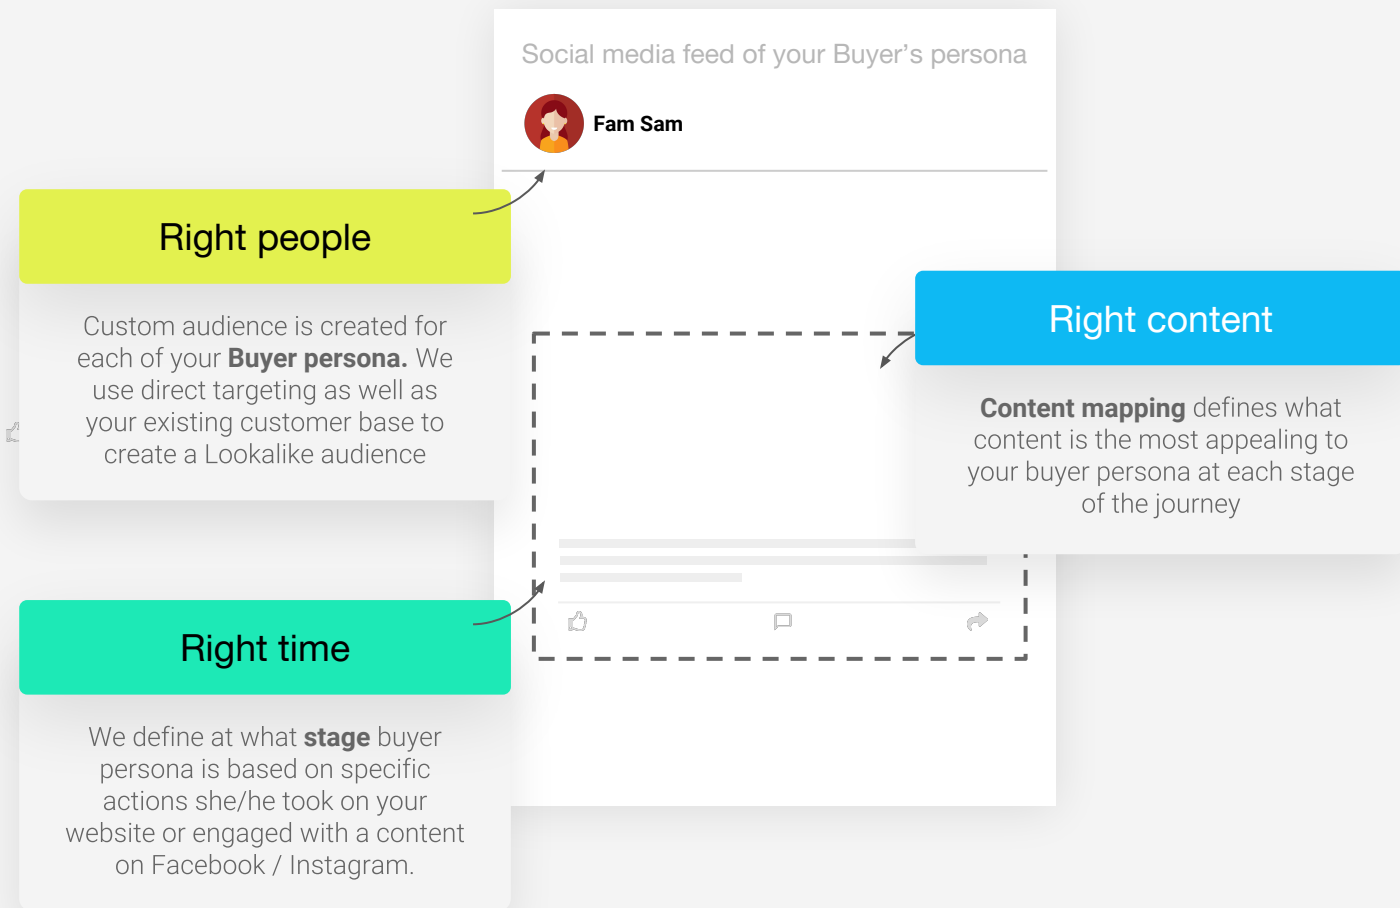 Social media feed of your Buyer’s persona
Fam Sam
Right people
Custom audience is created for
each of your Buyer persona. We
use direct targeting as well as
your existing customer base to
create a Lookalike audience
Right content
Content mapping defines what
content is the most appealing to
your buyer persona at each stage
of the journey
Right time
We define at what stage buyer
persona is based on specific
actions she/he took on your
website or engaged with a content
on Facebook / Instagram.